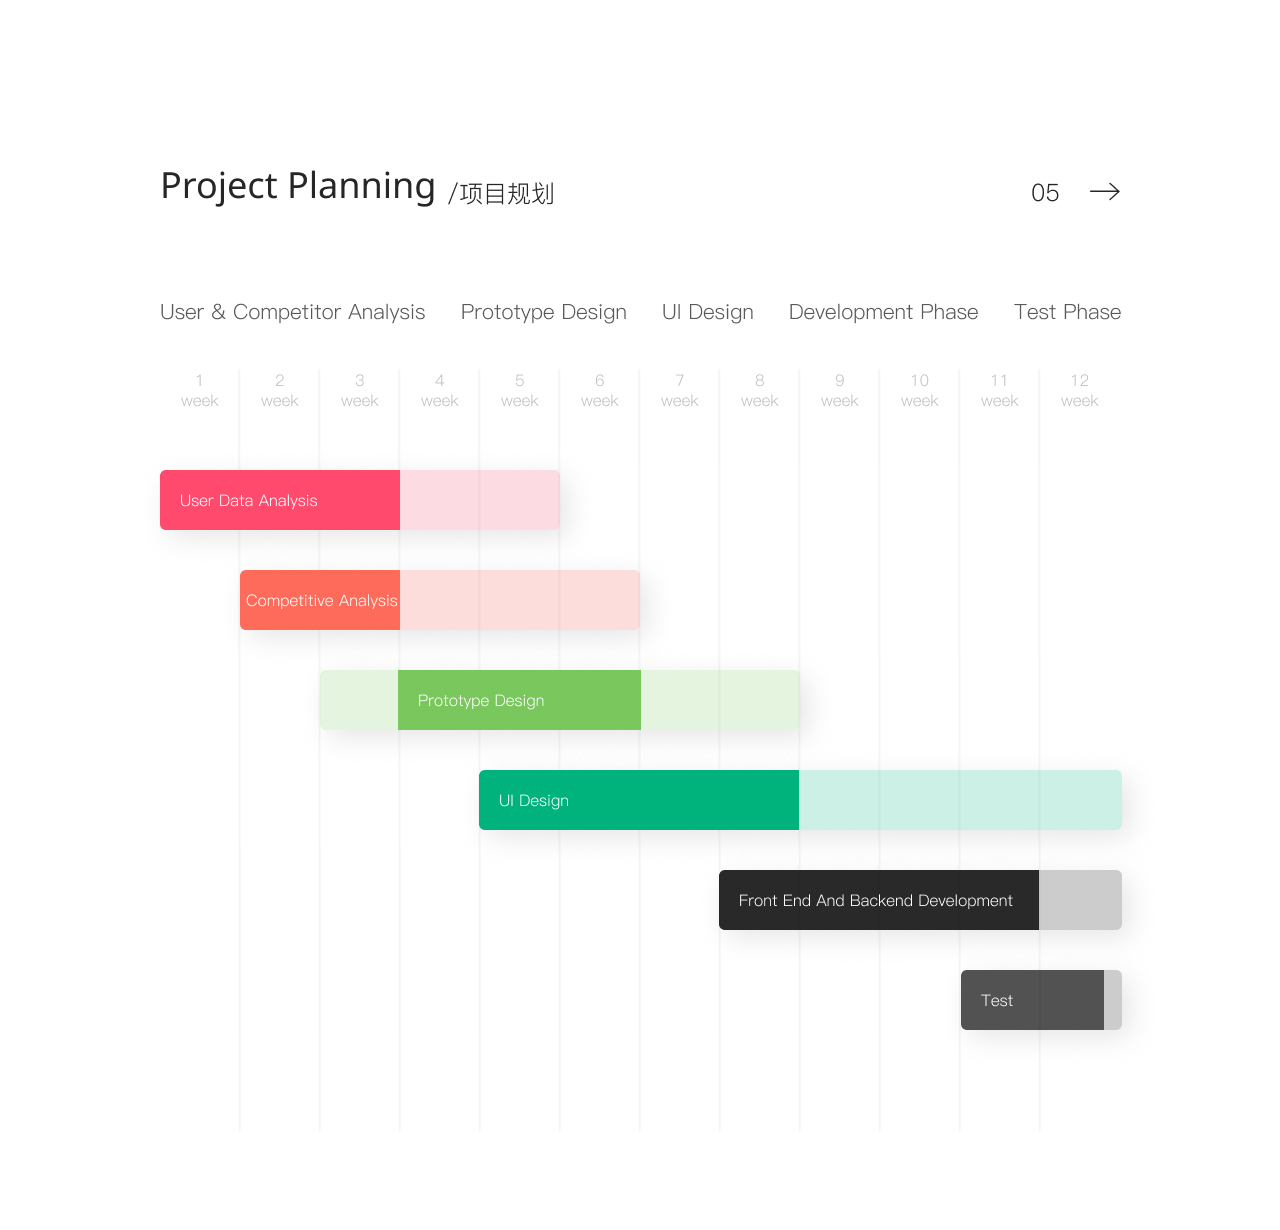 Project Planning /项目规划
05
User & Competitor Analysis Prototype Design UI Design Development Phase Test Phase
1 2 3 4 5 6 7 8 9 10 11 12
week week week week week week week week week week week week
User Data Analysis
Competitive Analysis
Prototype Design
UI Design
Front End And Backend Development
Test